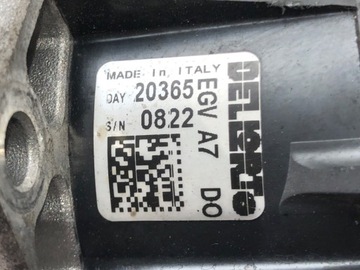 MADE In ITALY
DAY 20365
S/N 0822
EGV A7 DO
DELLORTO